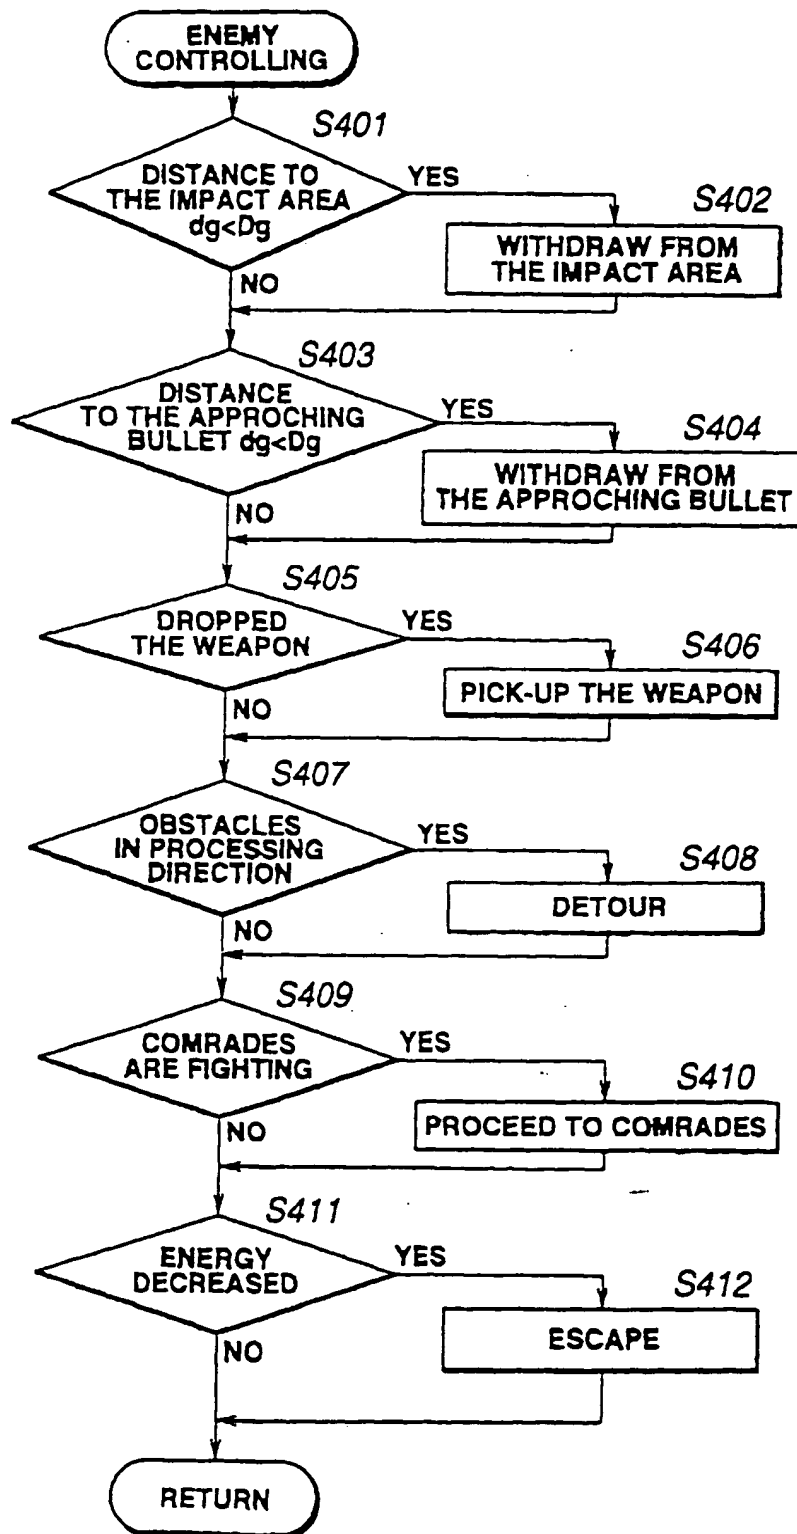 ENEMY
CONTROLLING
S401
DISTANCE TO
THE IMPACT AREA
dg<Dg
YES
S402
WITHDRAW FROM
THE IMPACT AREA
NO
S403
DISTANCE
TO THE APPROCHING
BULLET dg<Dg
YES
S404
WITHDRAW FROM
THE APPROCHING BULLET
NO
S405
DROPPED
THE WEAPON
YES
S406
PICK-UP THE WEAPON
NO
S407
OBSTACLES
IN PROCESSING
DIRECTION
YES
S408
DETOUR
NO
S409
COMRADES
ARE FIGHTING
YES
S410
PROCEED TO COMRADES
NO
S411
ENERGY
DECREASED
YES
S412
ESCAPE
NO
RETURN